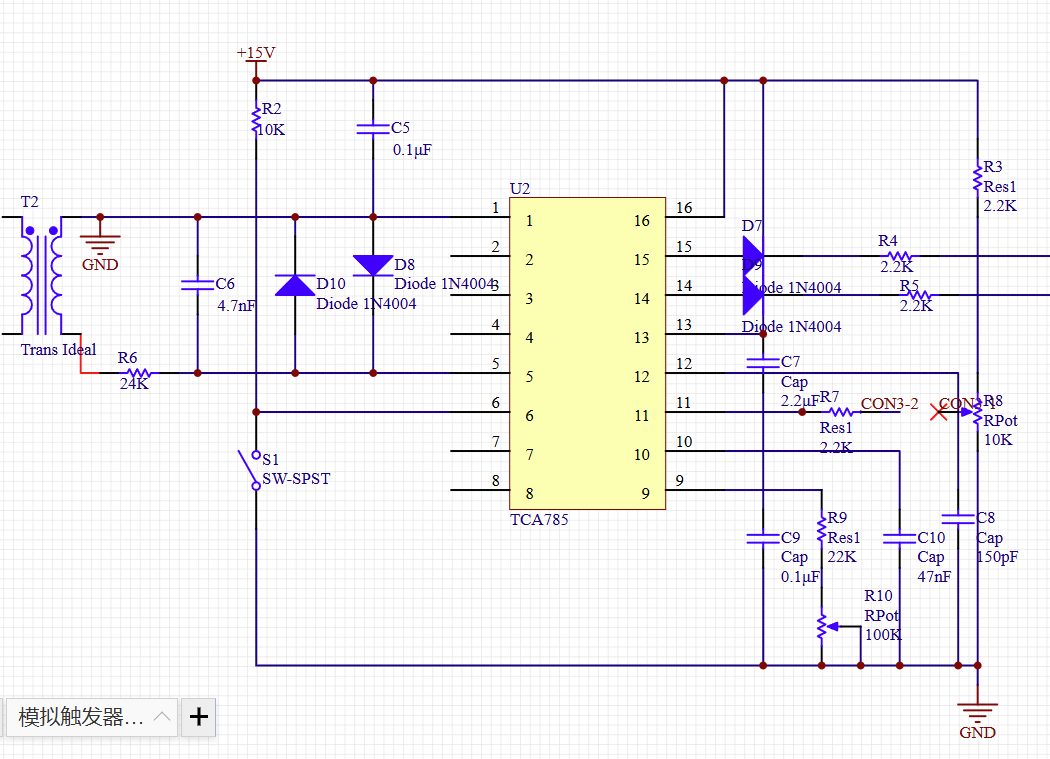 +15V
R2
10K
C5
0.1μF
T2
U2
R3
Res1
2.2K
1
1
16
16
2
2
15
15
3
3
14
14
4
4
13
13
5
5
12
12
6
6
11
11
7
7
10
10
8
8
9
9
TCA785
GND
D7
D9
Diode 1N4004
Diode 1N4004
R4
2.2K
R5
2.2K
C6
4.7nF
D10
Diode 1N4004
D8
Diode 1N4004
Trans Ideal
R6
24K
C7
Cap
2.2μF
R7
Res1
2.2K
CON3-2
CON3-1
R8
RPot
10K
S1
SW-SPST
C9
Cap
0.1μF
R9
Res1
22K
C10
Cap
47nF
C8
Cap
150pF
R10
RPot
100K
GND
模拟触发器…